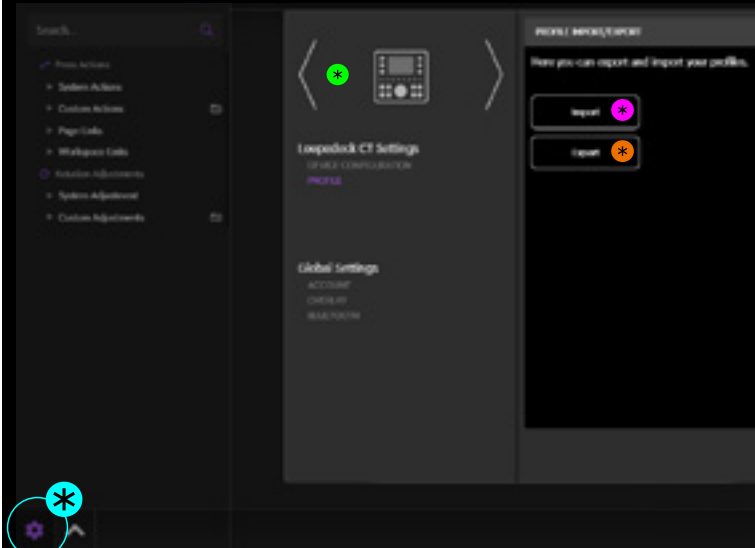 Search...
Press Actions
System Actions
Custom Actions
Page Links
Workspace Links
Rotation Adjustments
System Adjustment
Custom Adjustments
Loupedeck CT Settings
DEVICE CONFIGURATION
PROFILE
Global Settings
ACCOUNT
OVERLAY
BLUETOOTH
PROFILE IMPORT/EXPORT
Here you can export and import your profiles.
Import
Export